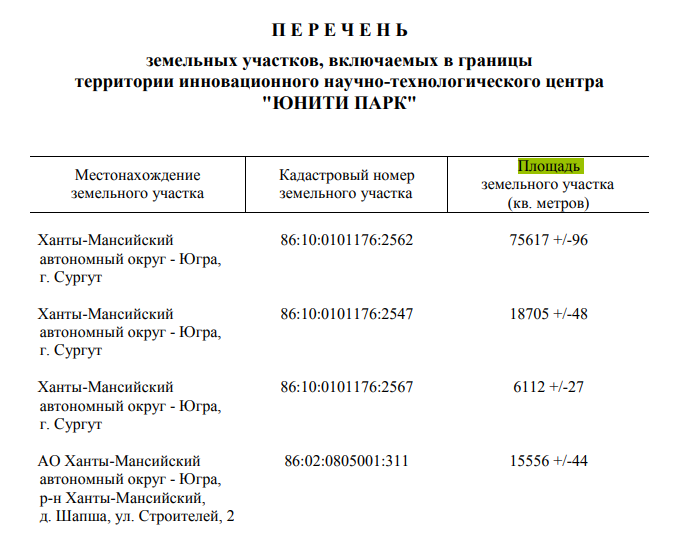 П Е Р Е Ч Е Н Ь
земельных участков, включаемых в границы
территории инновационного научно-технологического центра
"ЮНИТИ ПАРК"
Местонахождение
земельного участка
Кадастровый номер
земельного участка
Площадь
земельного участка
(кв. метров)
Ханты-Мансийский
автономный округ - Югра,
г. Сургут
86:10:0101176:2562
75617 +/-96
Ханты-Мансийский
автономный округ - Югра,
г. Сургут
86:10:0101176:2547
18705 +/-48
Ханты-Мансийский
автономный округ - Югра,
г. Сургут
86:10:0101176:2567
6112 +/-27
АО Ханты-Мансийский
автономный округ - Югра,
р-н Ханты-Мансийский,
д. Шапша, ул. Строителей, 2
86:02:0805001:311
15556 +/-44